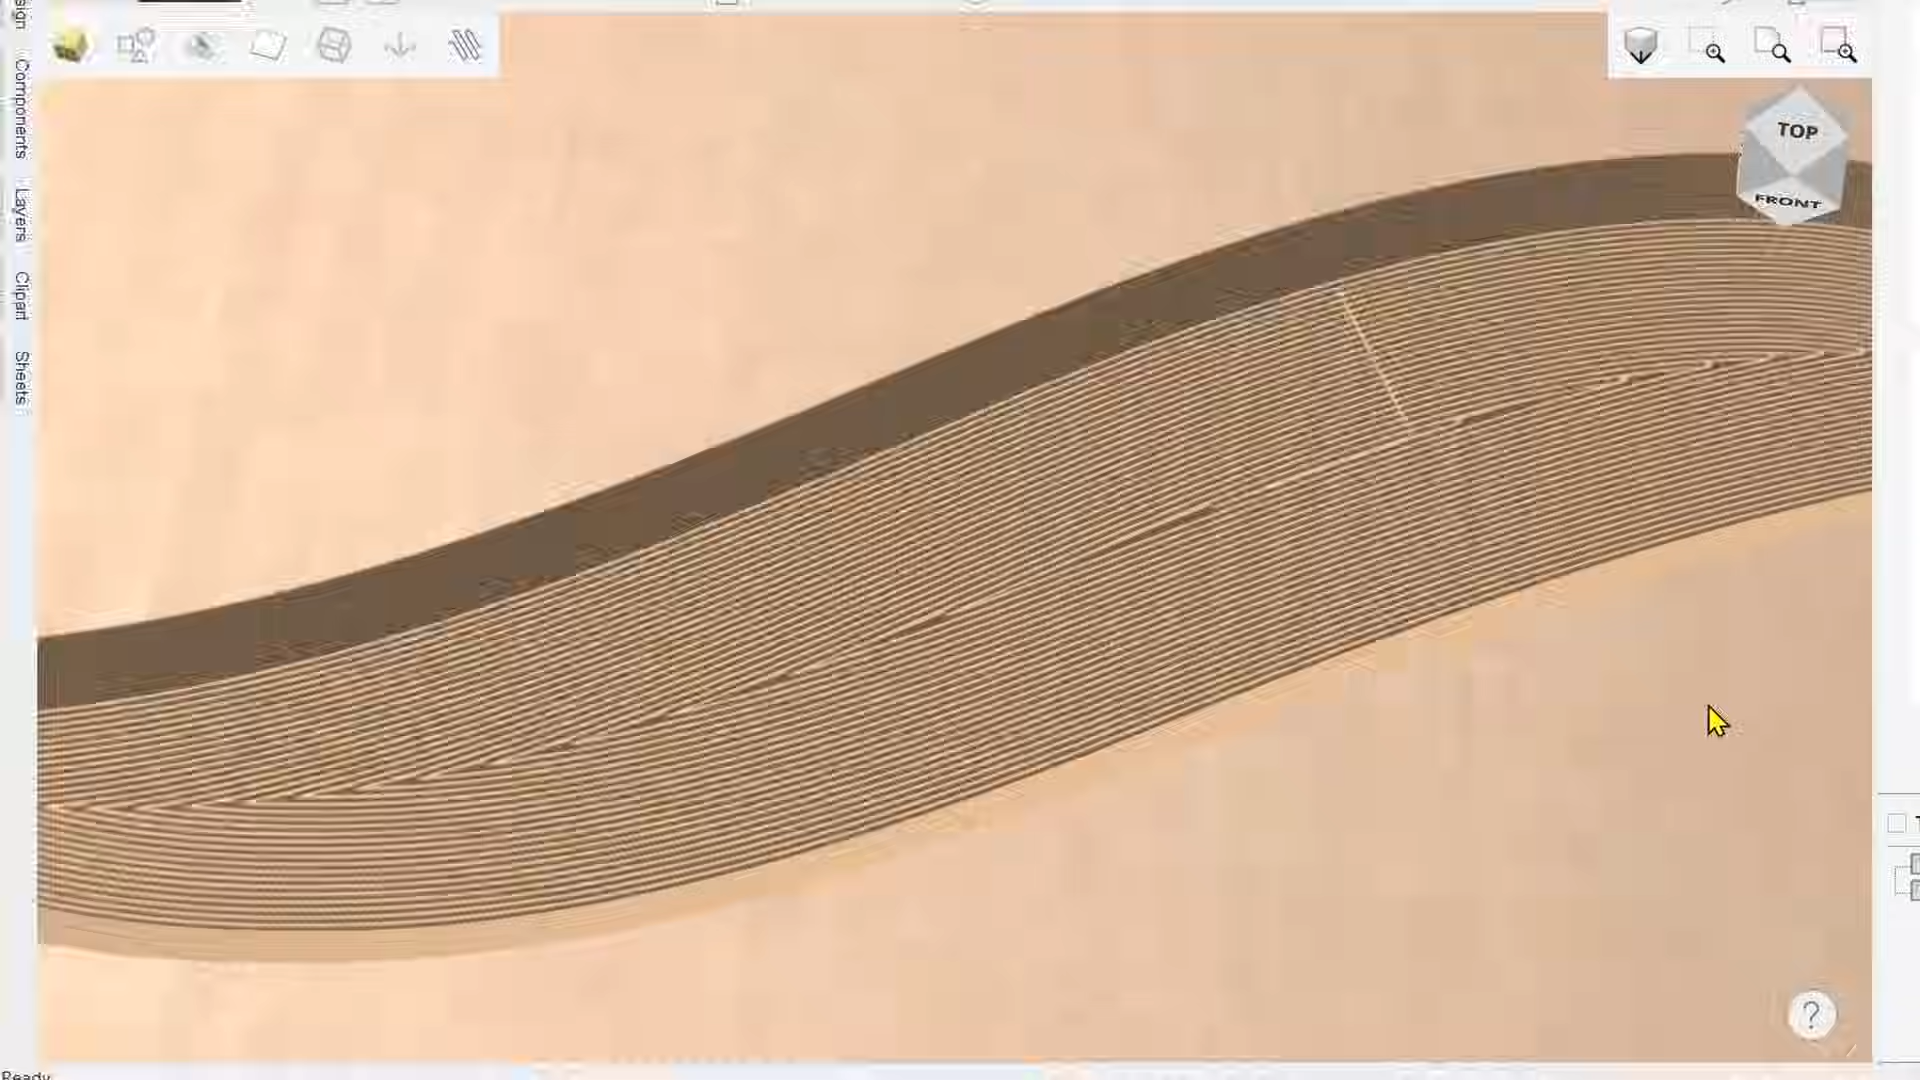 Components
Layers
Clipart
Sheets
TOP
FRONT
?
Ready